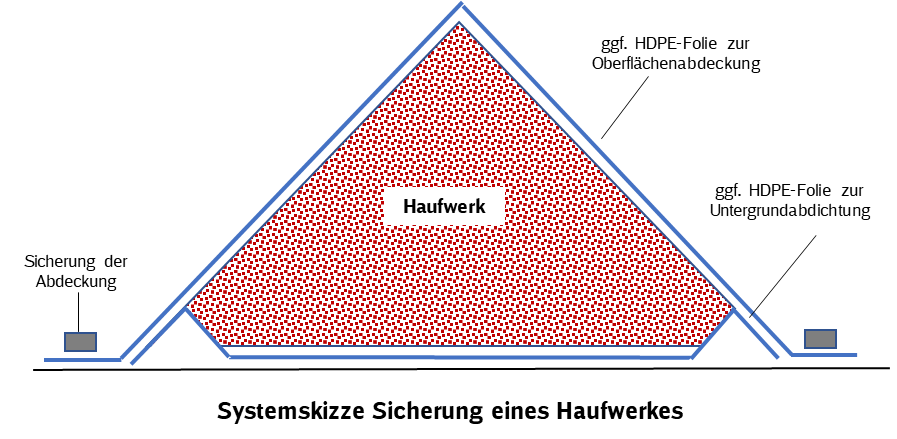 ggf. HDPE-Folie zur
Oberflächenabdeckung
ggf. HDPE-Folie zur
Untergrundabdichtung
Haufwerk
Sicherung der
Abdeckung
Systemskizze Sicherung eines Haufwerkes